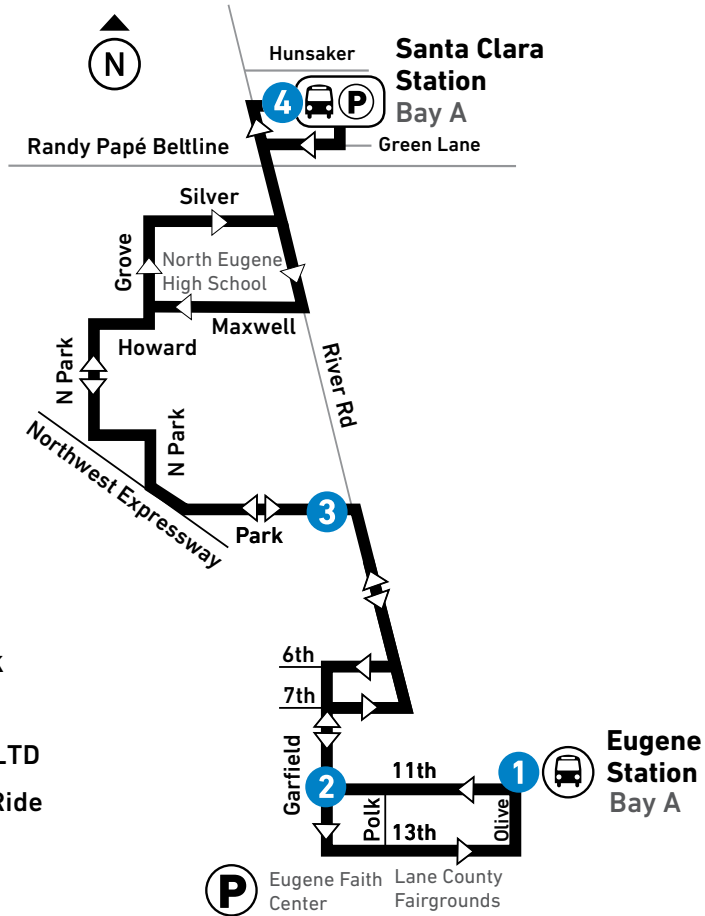 N
Hunsaker
Santa Clara
Station
Bay A
4
P
Randy Papé Beltline
Green Lane
Silver
Grove
North Eugene
High School
Maxwell
Howard
N Park
River Rd
N Park
Northwest Expressway
3
Park
6th
7th
LTD
Ride
Garfield
Eugene
Station
Bay A
1
11th
2
Polk
Olive
13th
P
Eugene Faith
Center
Lane County
Fairgrounds